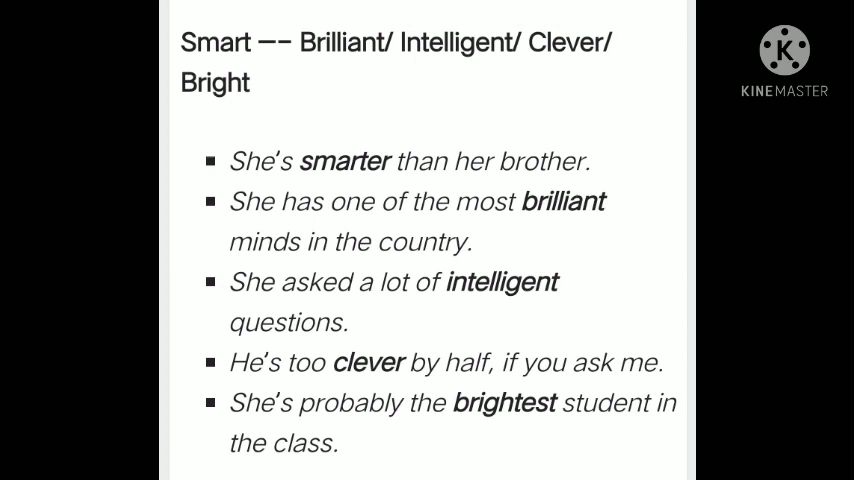 Smart –– Brilliant/ Intelligent/ Clever/
Bright
▪ She's smarter than her brother.
▪ She has one of the most brilliant
minds in the country.
▪ She asked a lot of intelligent
questions.
▪ He's too clever by half, if you ask me.
▪ She's probably the brightest student in
the class.
K
KINEMASTER